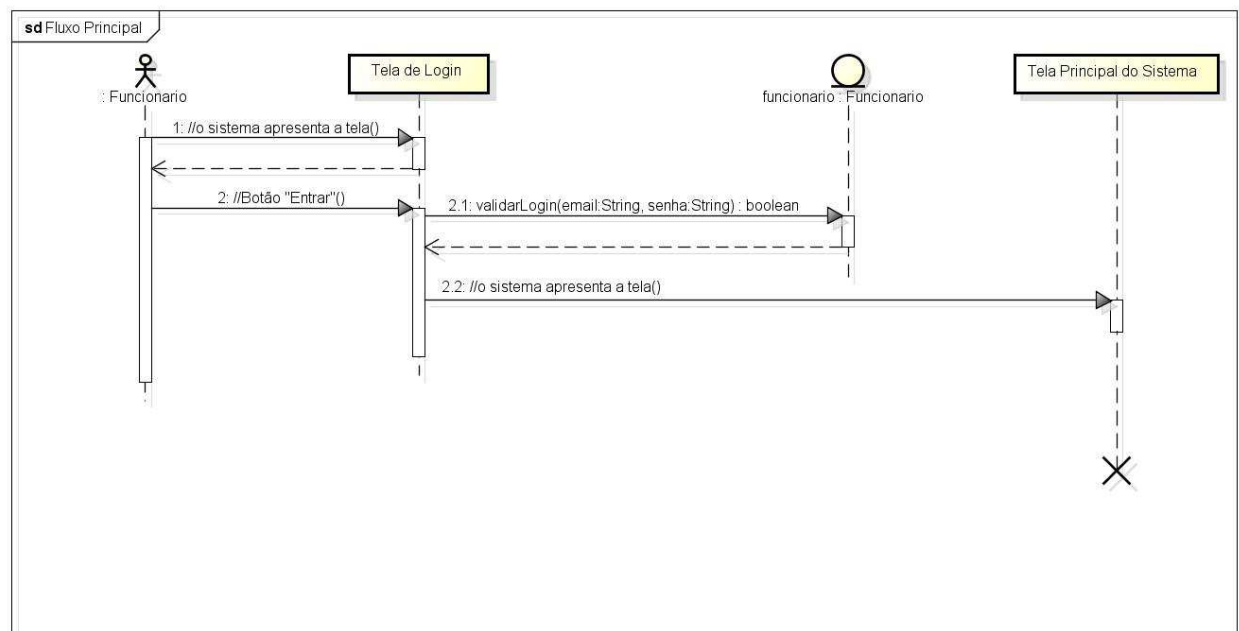 sd Fluxo Principal
: Funcionario
Tela de Login
funcionario : Funcionario
Tela Principal do Sistema
1: //o sistema apresenta a tela()
2: //Botão "Entrar"()
2.1: validarLogin(email:String, senha:String) : boolean
2.2: //o sistema apresenta a tela()